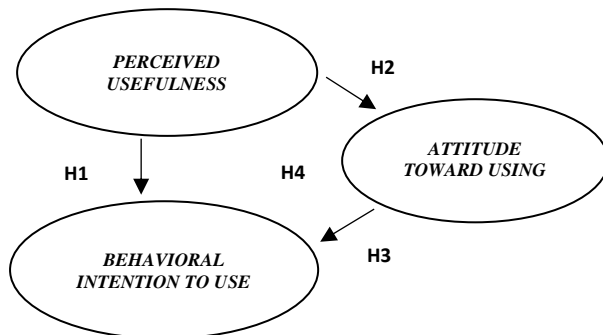 PERCEIVED
USEFULNESS
H2
ATTITUDE
TOWARD USING
H1
H4
H3
BEHAVIORAL
INTENTION TO USE